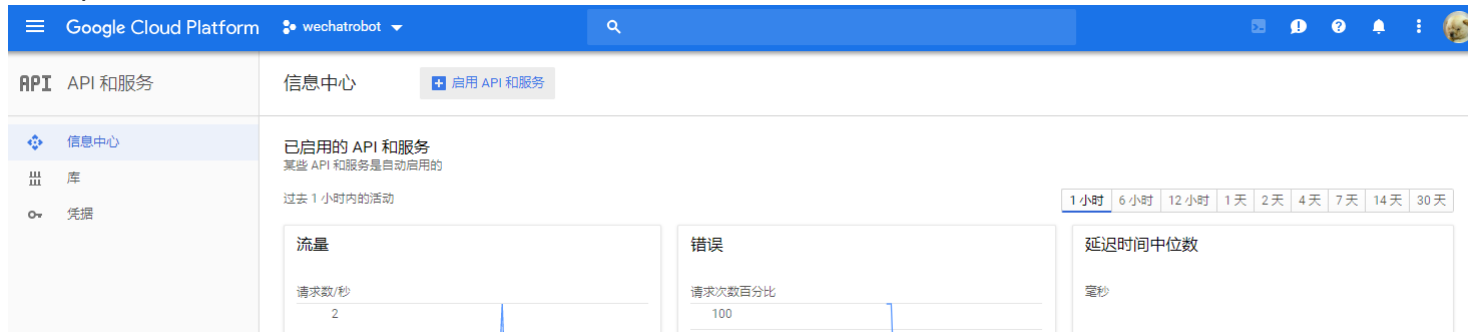 Google Cloud Platform wechatrobot
API API 和服务
信息中心 启用 API 和服务
信息中心
库
凭据
已启用的 API 和服务
某些 API 和服务是自动启用的
过去 1 小时内的活动
1 小时 6 小时 12 小时 1 天 2 天 4 天 7 天 14 天 30 天
流量
请求数/秒
2
错误
请求次数百分比
100
延迟时间中位数
毫秒